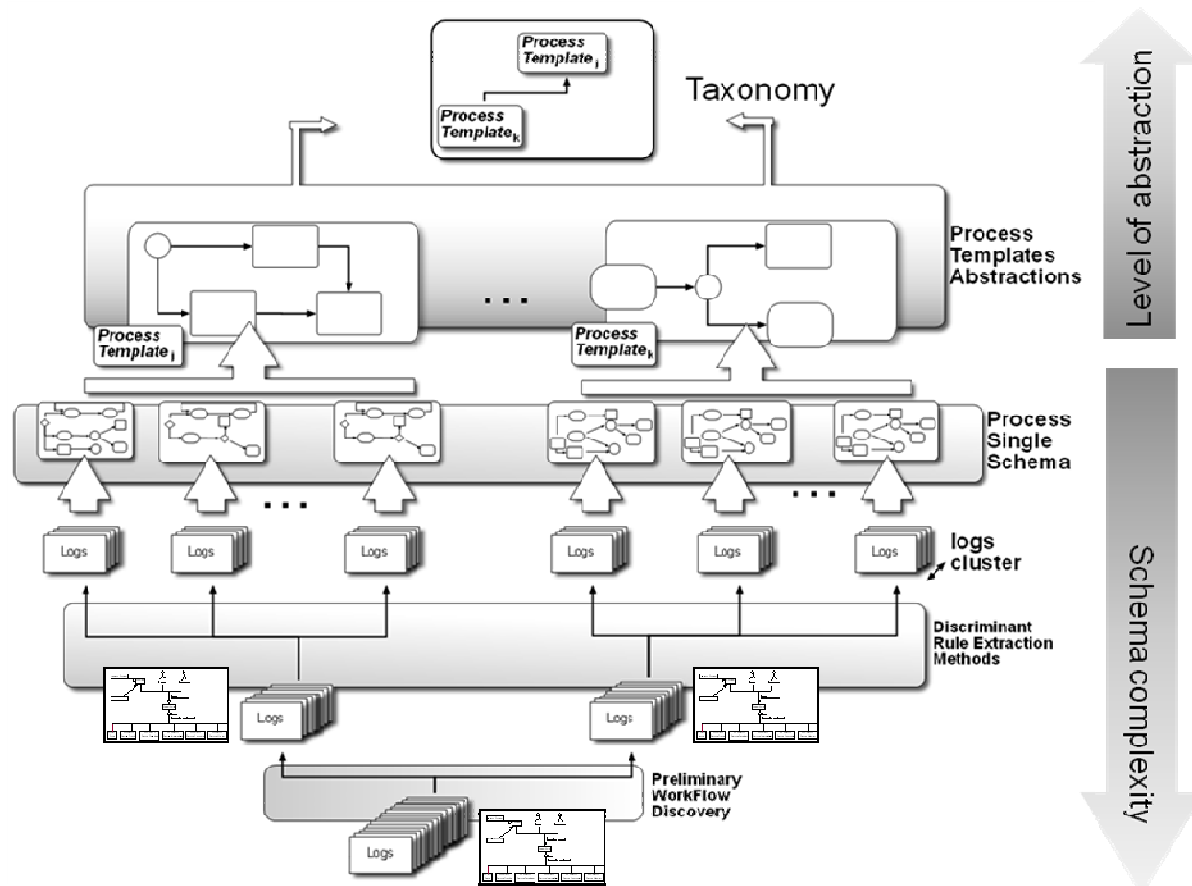 Process
Template j
Taxonomy
Process
Template k
Level of abstraction
Process
Templates
Abstractions
...
Process
Template j
Process
Template k
Process
Single
Schema
... ...
Logs Logs Logs Logs Logs Logs
logs
cluster
Schema complexity
Discriminant
Rule Extraction
Methods
Logs Logs
Preliminary
WorkFlow
Discovery
Logs